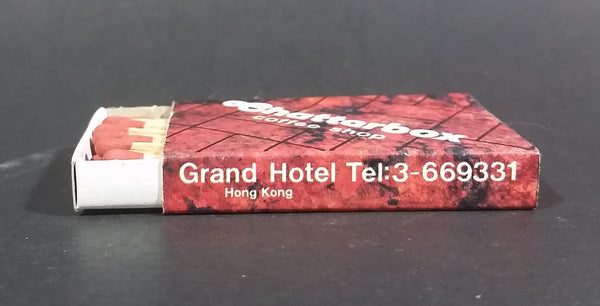 Chatterbox
coffee shop
Grand Hotel Tel:3-669331
Hong Kong